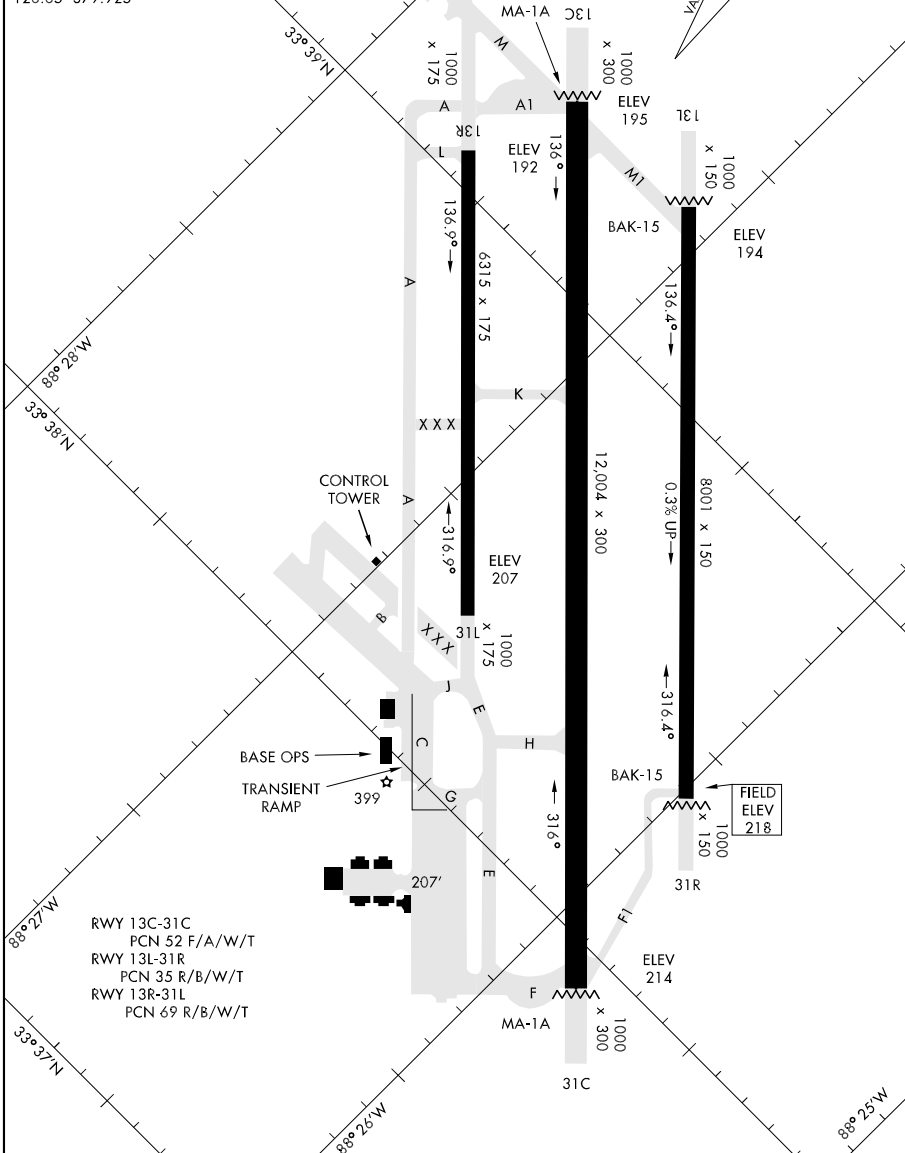 MA-1A
13C
VA
33° 39'N
M
1000
x 175
1000
x 300
A
A1
ELEV
195
13L
13R
L
ELEV
192
136°
M1
1000
x 150
BAK-15
ELEV
194
136.9°
6315 x 175
A
136.4°
88° 28'W
33° 38'N
K
XXX
CONTROL
TOWER
A
12,004 x 300
8001 x 150
0.3% UP
316.9°
ELEV
207
B
XXX
31L
1000
x 175
J
E
316.4°
C
H
BASE OPS
TRANSIENT
RAMP
399
G
BAK-15
316°
FIELD
ELEV
218
1000
x 150
E
31R
207'
F1
88° 27'W
RWY 13C-31C
PCN 52 F/A/W/T
RWY 13L-31R
PCN 35 R/B/W/T
RWY 13R-31L
PCN 69 R/B/W/T
ELEV
214
F
MA-1A
1000
x 300
33° 37'N
31C
88° 26'W
88° 25'W